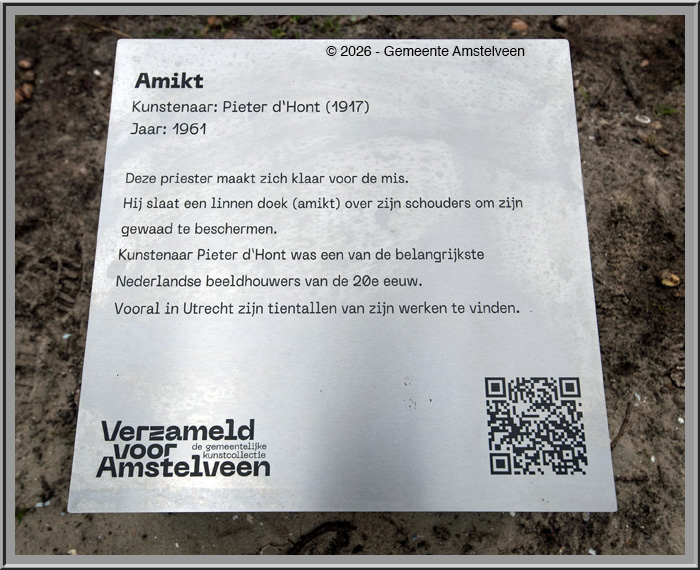 © 2026 - Gemeente Amstelveen
Amikt
Kunstenaar: Pieter d'Hont (1917)
Jaar: 1961
Deze priester maakt zich klaar voor de mis.
Hij slaat een linnen doek (amikt) over zijn schouders om zijn
gewaad te beschermen.
Kunstenaar Pieter d'Hont was een van de belangrijkste
Nederlandse beeldhouwers van de 20e eeuw.
Vooral in Utrecht zijn tientallen van zijn werken te vinden.
Verzameld
voor
de gemeentelijke
kunstcollectie
Amstelveen